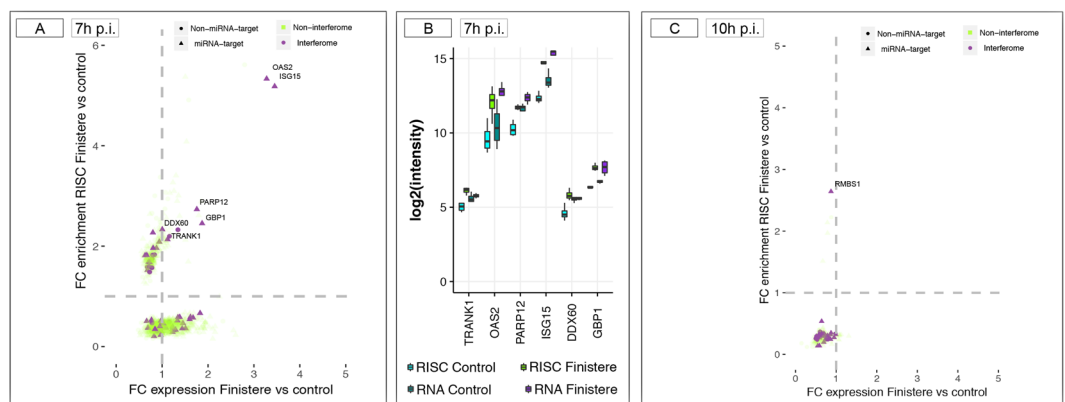 A
7h p.i.
Non-miRNA-target
Non-interferome
miRNA-target
Interferome
OAS2
ISG15
PARP12
GBP1
DDX60
TRANK1
FC enrichment RISC Finistere vs control
6
4
2
0
0
1
2
3
4
5
FC expression Finistere vs control
B
7h p.i.
log2(intensity)
15
10
5
0
TRANK1
OAS2
PARP12
ISG15
DDX60
GBP1
RISC Control
RISC Finistere
RNA Control
RNA Finistere
C
10h p.i.
Non-miRNA-target
Non-interferome
miRNA-target
Interferome
RMBS1
FC enrichment RISC Finistere vs control
5
4
3
2
1
0
0
1
2
3
4
5
FC expression Finistere vs control